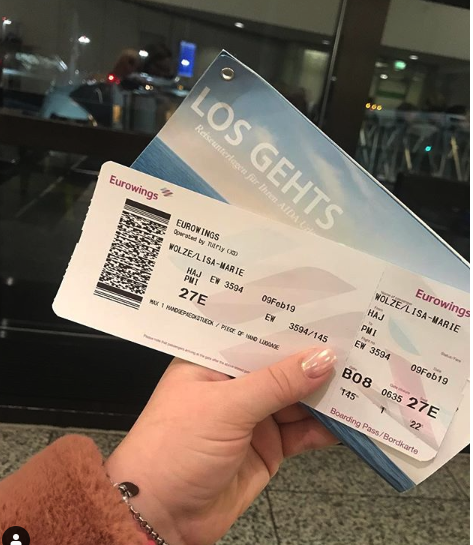 LOS GEHTS
Reiseunterlagen für Ihren AIDA
Eurowings
EUROWINGS
Operated by TUIfly (X3)
WOLZE/LISA-MARIE
HAJ EW 3594 09Feb19
PMI
27E EW 3594/145
MAX 1 HANDGEPAECKSTUECK / PIECE OF HAND LUGGAGE
Eurowings
WOLZE/LISA-MARIE
HAJ
PMI
EW 3594 09Feb19
B08 0635 27E
T45 T 22
Boarding Pass/Bordkarte